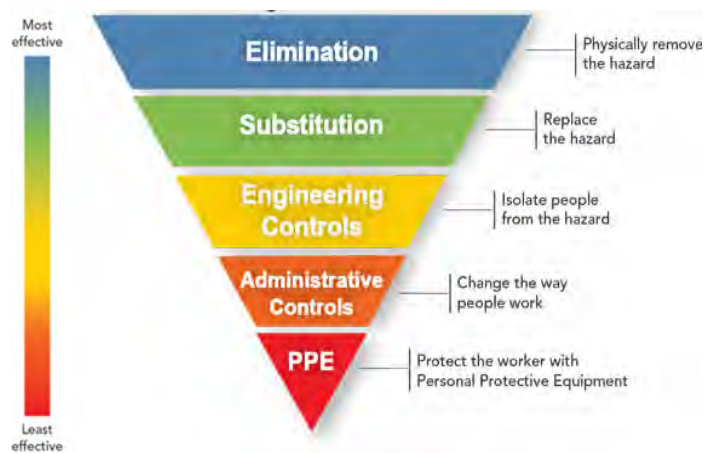 Most
effective
Elimination
Physically remove
the hazard
Substitution
Replace
the hazard
Engineering
Controls
Isolate people
from the hazard
Administrative
Controls
Change the way
people work
PPE
Protect the worker with
Personal Protective Equipment
Least
effective